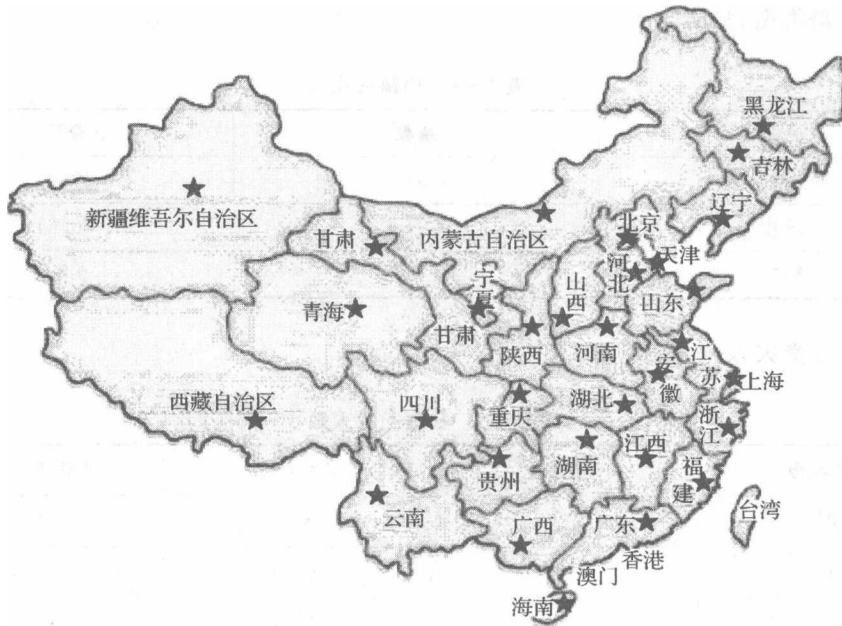 黑龙江
吉林
辽宁
新疆维吾尔自治区
甘肃
内蒙古自治区
北京
天津
河北
山西
宁夏
山东
青海
甘肃
陕西
河南
江苏
安徽
上海
西藏自治区
四川
重庆
湖北
浙江
江西
湖南
贵州
福建
云南
广西
广东
台湾
香港
澳门
海南